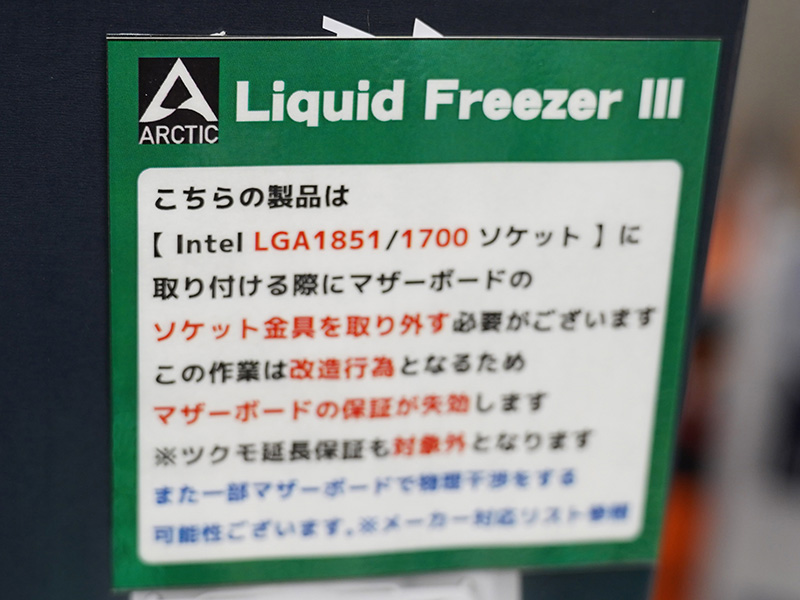 ARCTIC
Liquid Freezer III
こちらの製品は
【 Intel LGA1851/1700 ソケット 】に
取り付ける際にマザーボードの
ソケット金具を取り外す必要がございます
この作業は改造行為となるため
マザーボードの保証が失効します
※ツクモ延長保証も対象外となります
また一部マザーボードで機構干渉をする
可能性ございます。※メーカー対応リスト参照